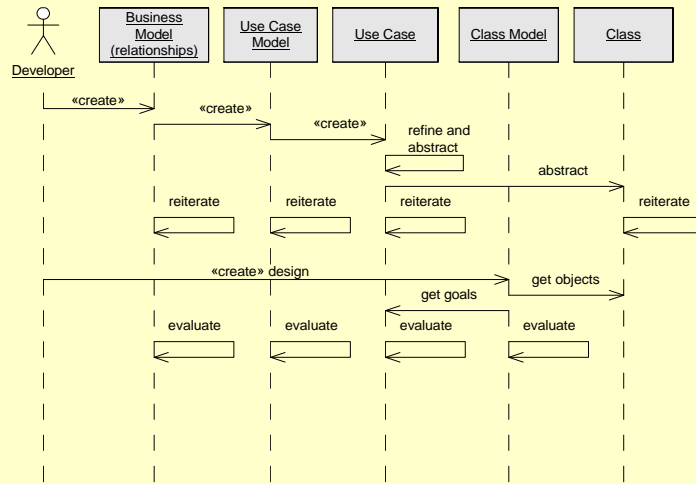 Developer
Business
Model
(relationships)
Use Case
Model
Use Case
Class Model
Class
«create»
«create»
«create»
refine and
abstract
abstract
reiterate
reiterate
reiterate
reiterate
«create» design
get objects
get goals
evaluate
evaluate
evaluate
evaluate